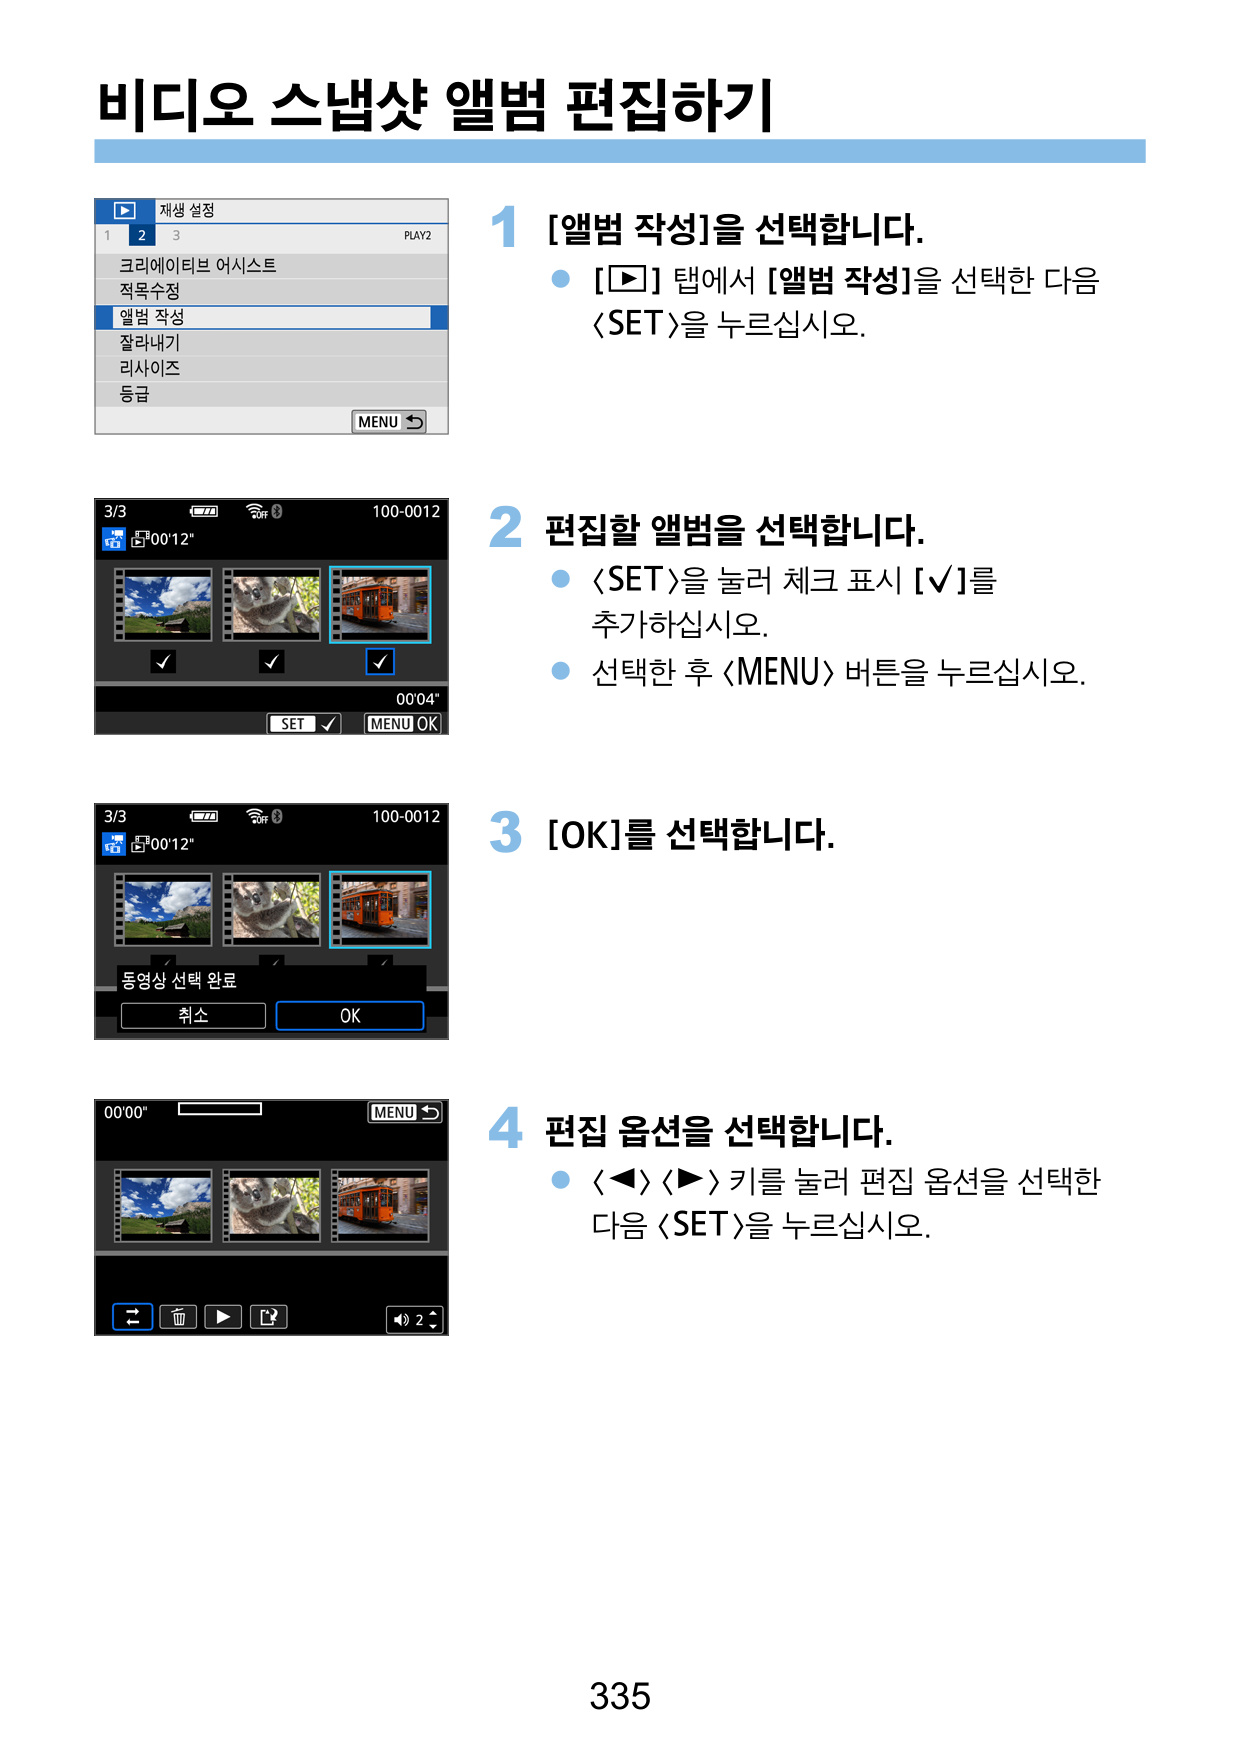 비디오 스냅샷 앨범 편집하기
재생 설정
1 2 3 PLAY2
크리에이티브 어시스트
적목수정
앨범 작성
잘라내기
리사이즈
등급
MENU
1 [앨범 작성]을 선택합니다.
● [▶] 탭에서 [앨범 작성]을 선택한 다음
〈SET〉을 누르십시오.
3/3 OFF 100-0012
00'12"
00'04"
SET ✓ MENU OK
2 편집할 앨범을 선택합니다.
● 〈SET〉을 눌러 체크 표시 [✓]를
추가하십시오.
● 선택한 후 〈MENU〉 버튼을 누르십시오.
3/3 OFF 100-0012
00'12"
동영상 선택 완료
취소 OK
3 [OK]를 선택합니다.
00'00" MENU
2
4 편집 옵션을 선택합니다.
● 〈◀〉〈▶〉 키를 눌러 편집 옵션을 선택한
다음 〈SET〉을 누르십시오.
335